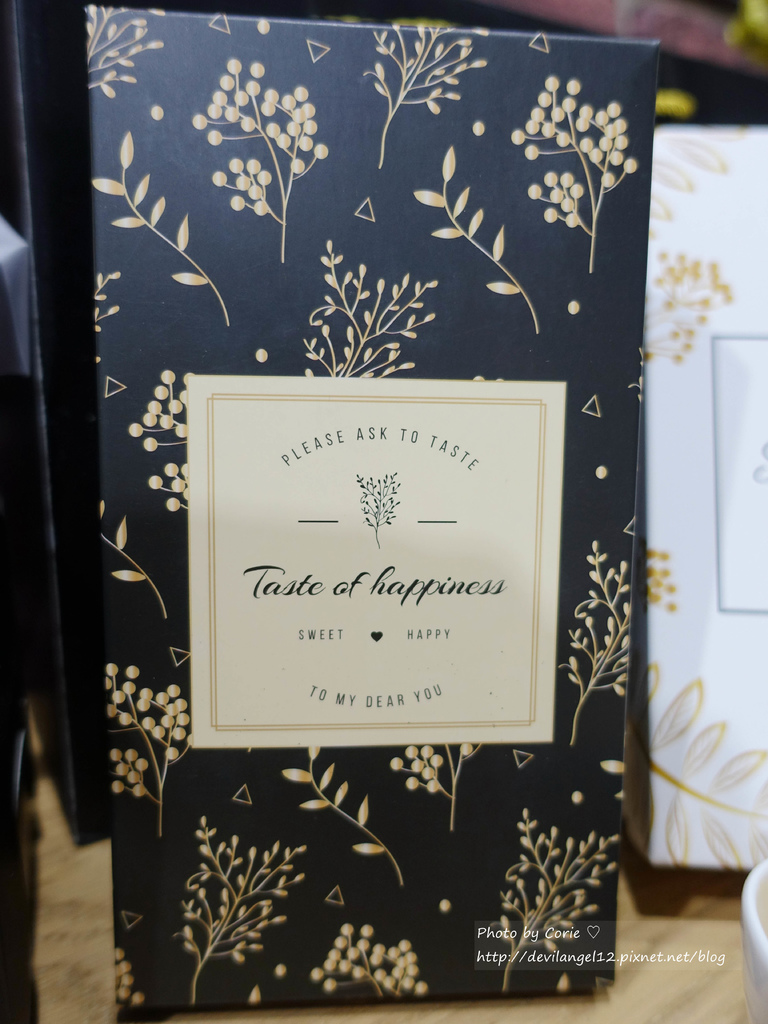 PLEASE ASK TO TASTE
Taste of happiness
SWEET ♥ HAPPY
TO MY DEAR YOU
Photo by Corie ♡
http://devilangel12.pixnet.net/blog